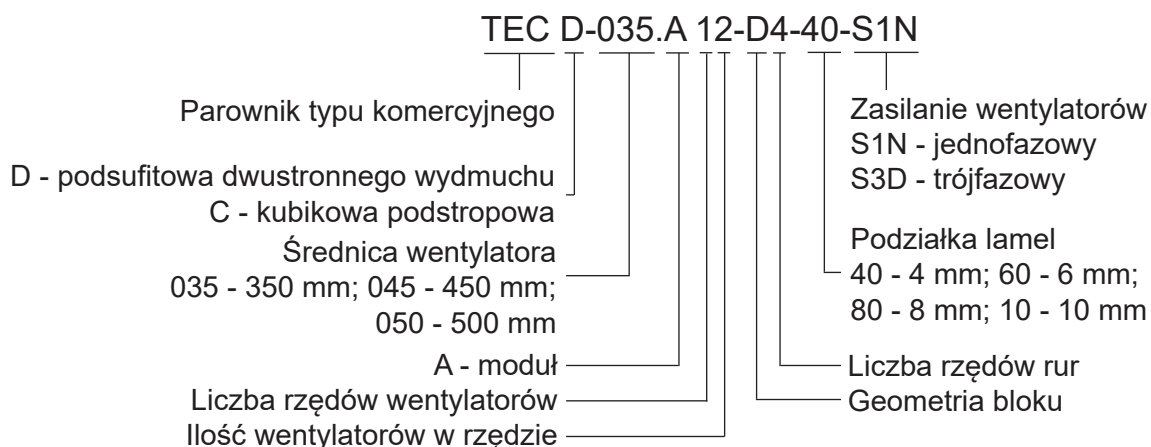 TEC D-035.A 12-D4-40-S1N
Parownik typu komercyjnego
D - podsufitowa dwustronnego wydmuchu
C - kubikowa podstropowa
Średnica wentylatora
035 - 350 mm; 045 - 450 mm;
050 - 500 mm
A - moduł
Liczba rzędów wentylatorów
Ilość wentylatorów w rzędzie
Zasilanie wentylatorów
S1N - jednofazowy
S3D - trójfazowy
Podziałka lamel
40 - 4 mm; 60 - 6 mm;
80 - 8 mm; 10 - 10 mm
Liczba rzędów rur
Geometria bloku